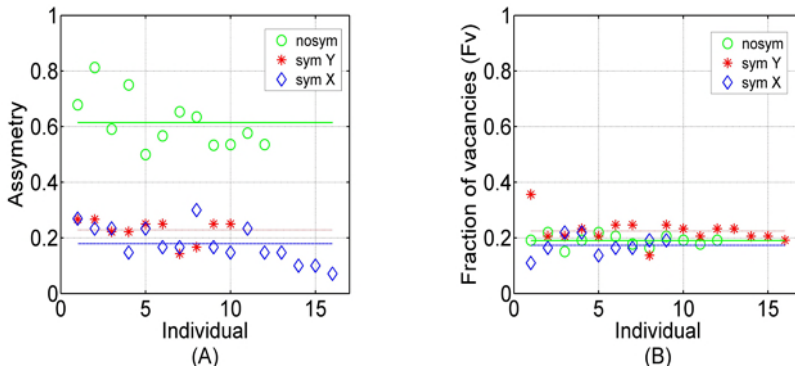 1
0.8
0.6
0.4
0.2
0
0 5 10 15
Assymetry
Individual
(A)
nosym
sym Y
sym X
1
0.8
0.6
0.4
0.2
0
0 5 10 15
Fraction of vacancies (Fv)
Individual
(B)
nosym
sym Y
sym X